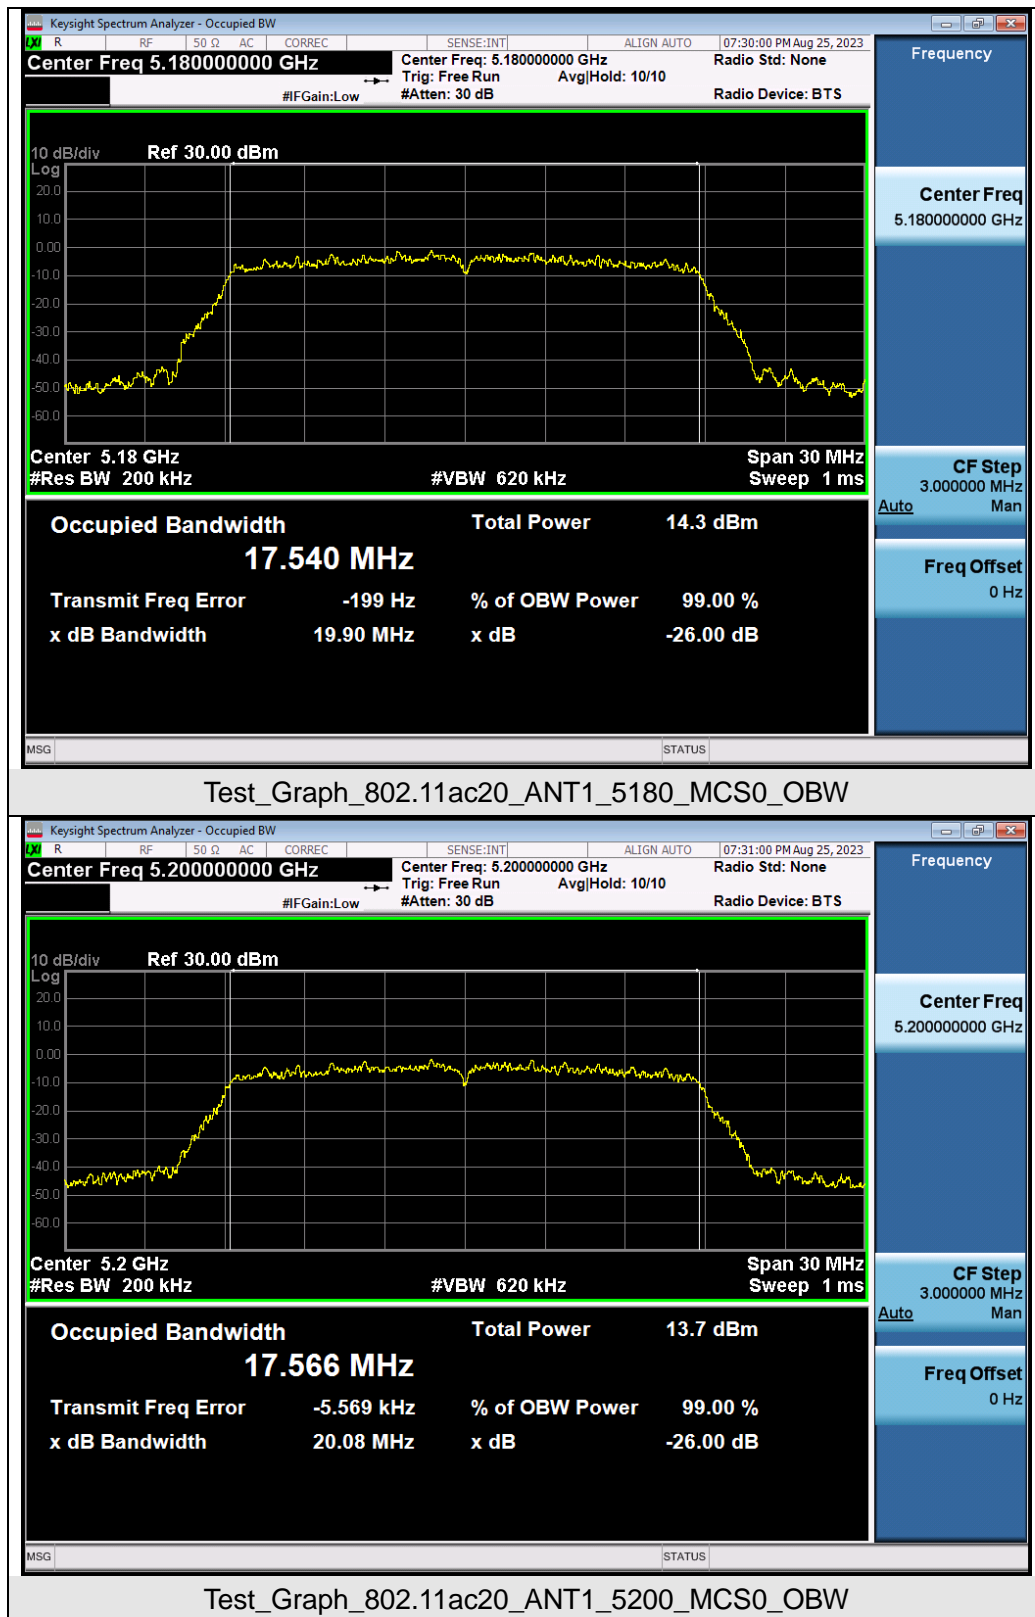 Keysight Spectrum Analyzer - Occupied BW
LXI R RF 50 Ω AC CORREC SENSE:INT ALIGN AUTO 07:30:00 PM Aug 25, 2023
Center Freq 5.180000000 GHz
Center Freq: 5.180000000 GHz
Radio Std: None
Trig: Free Run Avg|Hold: 10/10
#IFGain:Low
#Atten: 30 dB
Radio Device: BTS
10 dB/div Ref 30.00 dBm
Log
20.0
10.0
0.00
-10.0
-20.0
-30.0
-40.0
-50.0
-60.0
Center 5.18 GHz Span 30 MHz
#Res BW 200 kHz #VBW 620 kHz Sweep 1 ms
Occupied Bandwidth Total Power 14.3 dBm
17.540 MHz
Transmit Freq Error -199 Hz % of OBW Power 99.00 %
x dB Bandwidth 19.90 MHz x dB -26.00 dB
MSG STATUS
Frequency
Center Freq
5.180000000 GHz
CF Step
3.000000 MHz
Auto Man
Freq Offset
0 Hz
Test_Graph_802.11ac20_ANT1_5180_MCS0_OBW
Keysight Spectrum Analyzer - Occupied BW
LXI R RF 50 Ω AC CORREC SENSE:INT ALIGN AUTO 07:31:00 PM Aug 25, 2023
Center Freq 5.200000000 GHz
Center Freq: 5.200000000 GHz
Radio Std: None
Trig: Free Run Avg|Hold: 10/10
#IFGain:Low
#Atten: 30 dB
Radio Device: BTS
10 dB/div Ref 30.00 dBm
Log
20.0
10.0
0.00
-10.0
-20.0
-30.0
-40.0
-50.0
-60.0
Center 5.2 GHz Span 30 MHz
#Res BW 200 kHz #VBW 620 kHz Sweep 1 ms
Occupied Bandwidth Total Power 13.7 dBm
17.566 MHz
Transmit Freq Error -5.569 kHz % of OBW Power 99.00 %
x dB Bandwidth 20.08 MHz x dB -26.00 dB
MSG STATUS
Frequency
Center Freq
5.200000000 GHz
CF Step
3.000000 MHz
Auto Man
Freq Offset
0 Hz
Test_Graph_802.11ac20_ANT1_5200_MCS0_OBW